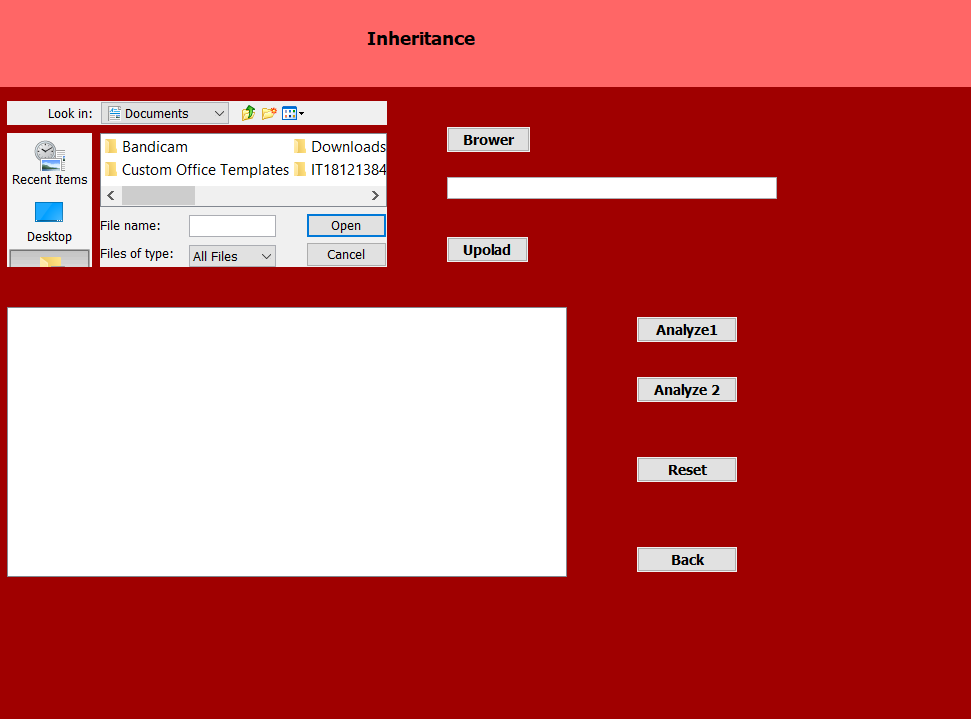 Inheritance
Look in: Documents
Recent Items
Desktop
Bandicam Downloads
Custom Office Templates IT18121384
File name: Open
Files of type: All Files Cancel
Brower
Upolad
Analyze1
Analyze 2
Reset
Back